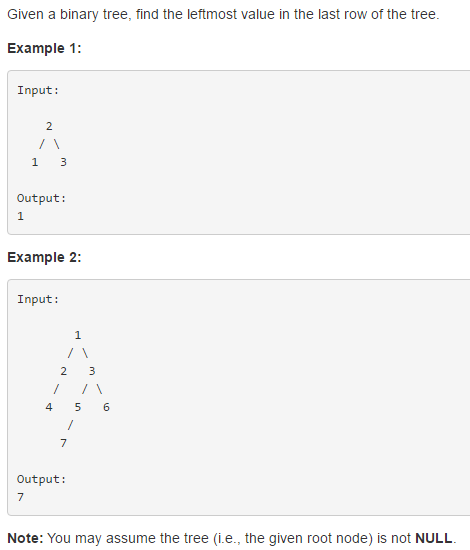 Given a binary tree, find the leftmost value in the last row of the tree.
Example 1:
Input:
    2
   / \
  1   3
Output:
1
Example 2:
Input:
        1
       / \
      2   3
     /   / \
    4   5   6
       /
      7
Output:
7
Note: You may assume the tree (i.e., the given root node) is not NULL.